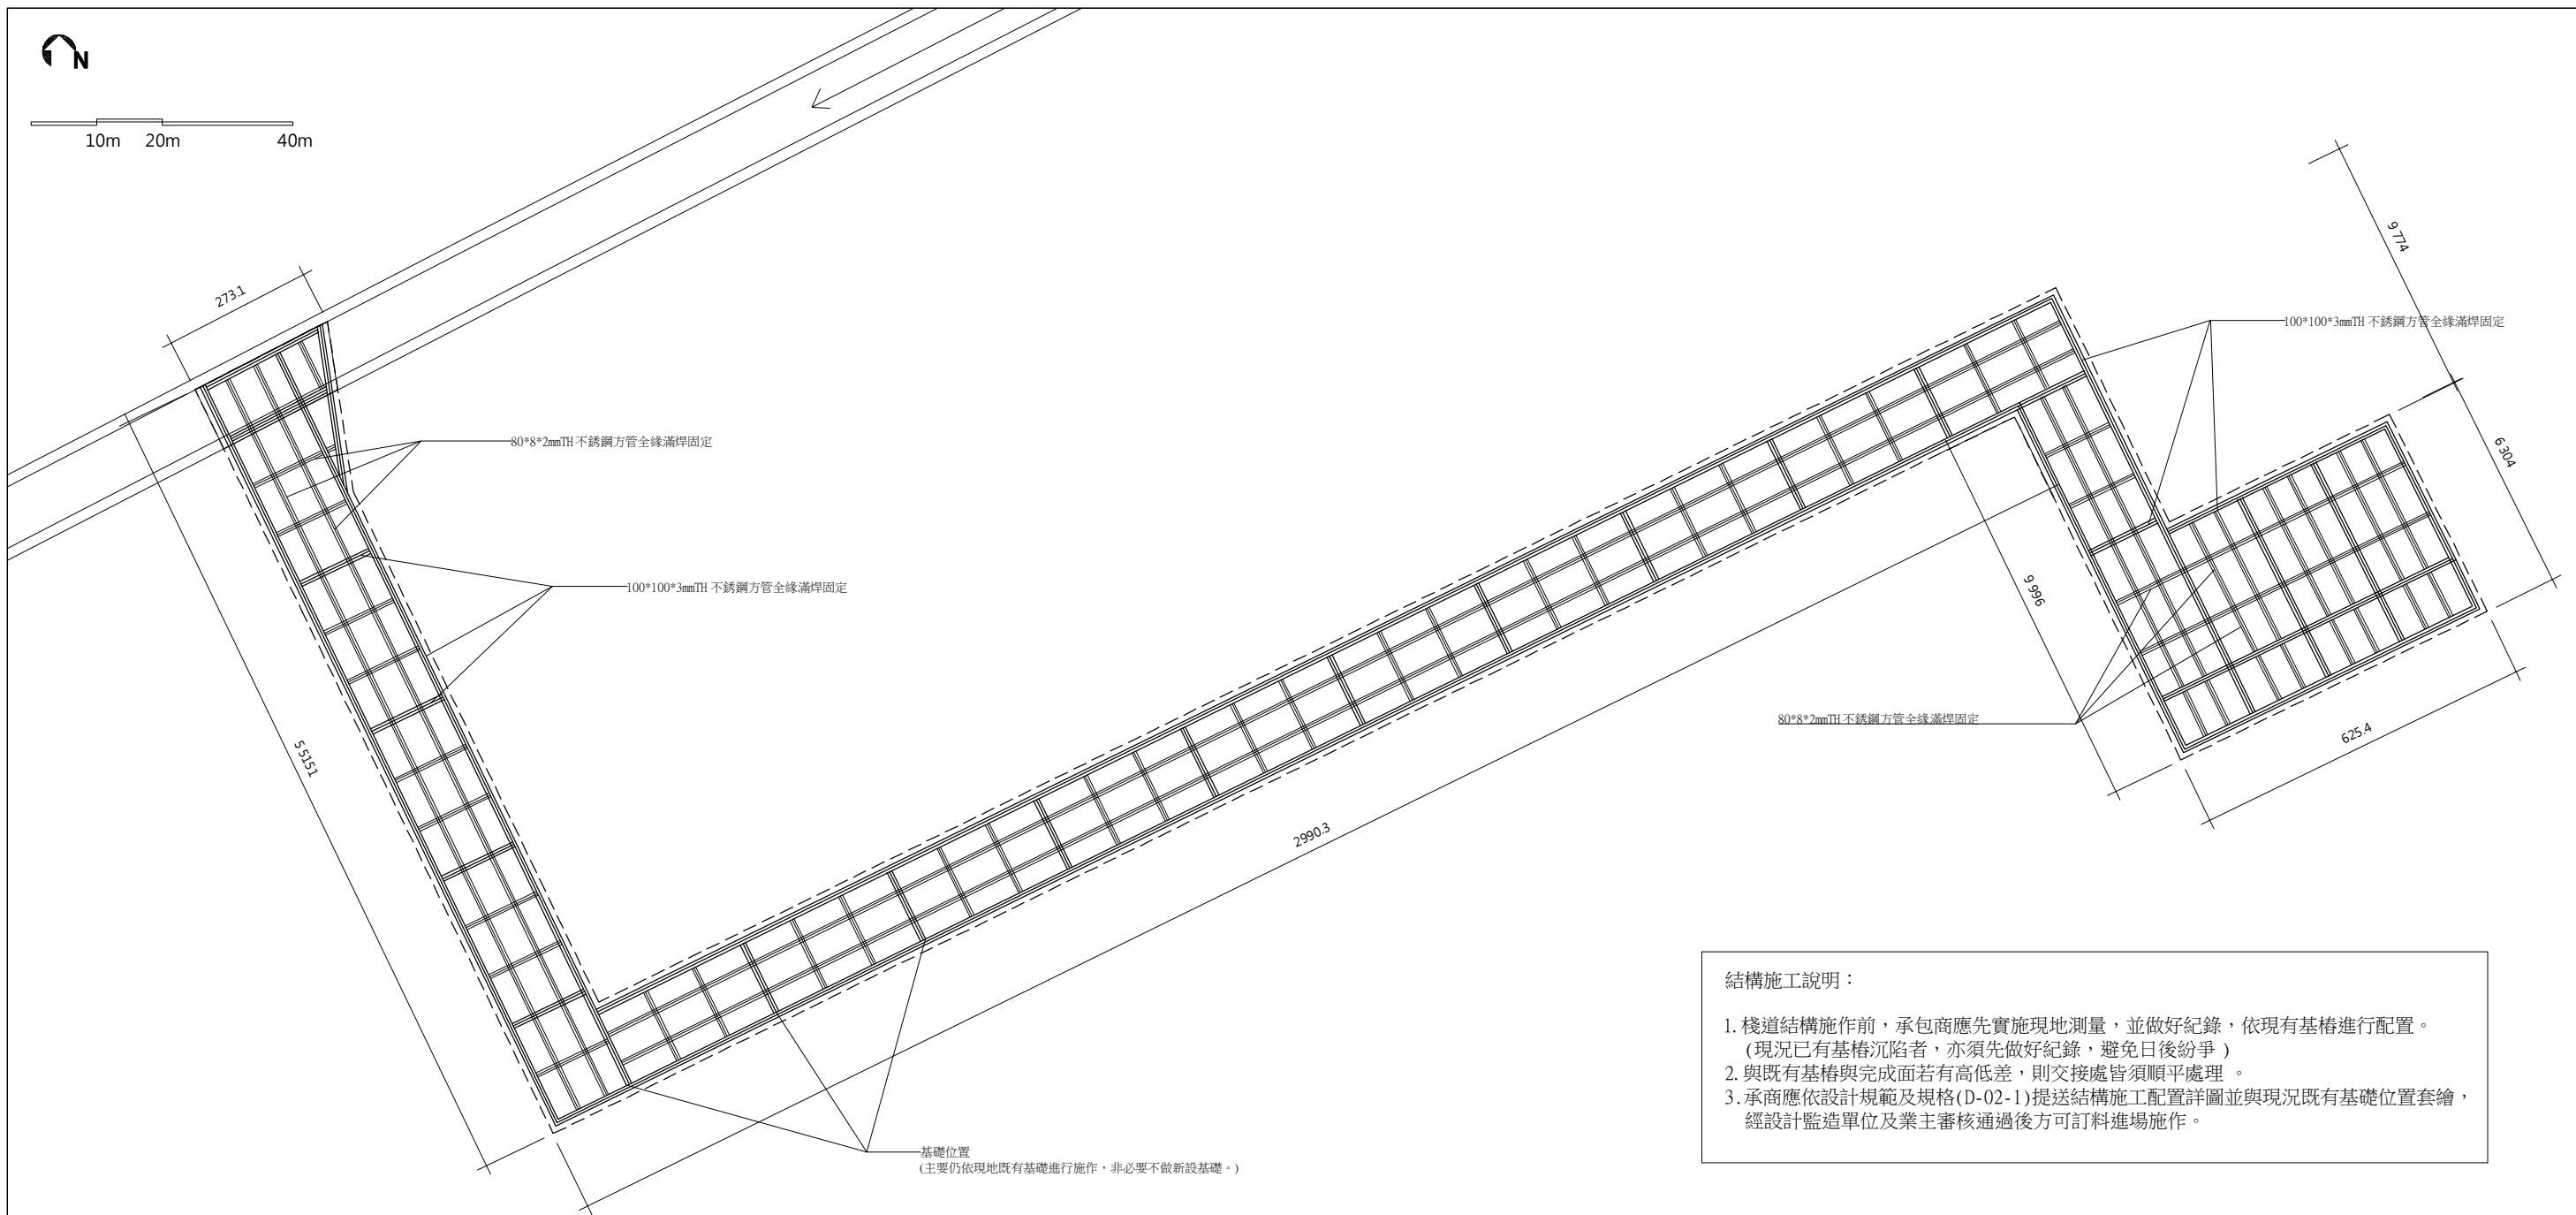 N
10m 20m 40m
273.1
9 774
100*100*3mmTH 不銹鋼方管全緣滿焊固定
80*8*2mmTH 不銹鋼方管全緣滿焊固定
6 304
100*100*3mmTH 不銹鋼方管全緣滿焊固定
9 996
80*8*2mmTH 不銹鋼方管全緣滿焊固定
625.4
5 5151
2990.3
結構施工說明：
1. 棧道結構施作前，承包商應先實施現地測量，並做好紀錄，依現有基樁進行配置。
(現況已有基樁沉陷者，亦須先做好紀錄，避免日後紛爭 )
2. 與既有基樁與完成面若有高低差，則交接處皆須順平處理 。
3. 承商應依設計規範及規格(D-02-1)提送結構施工配置詳圖並與現況既有基礎位置套繪，
經設計監造單位及業主審核通過後方可訂料進場施作。
基礎位置
(主要仍依現地既有基礎進行施作，非必要不做新設基礎。)